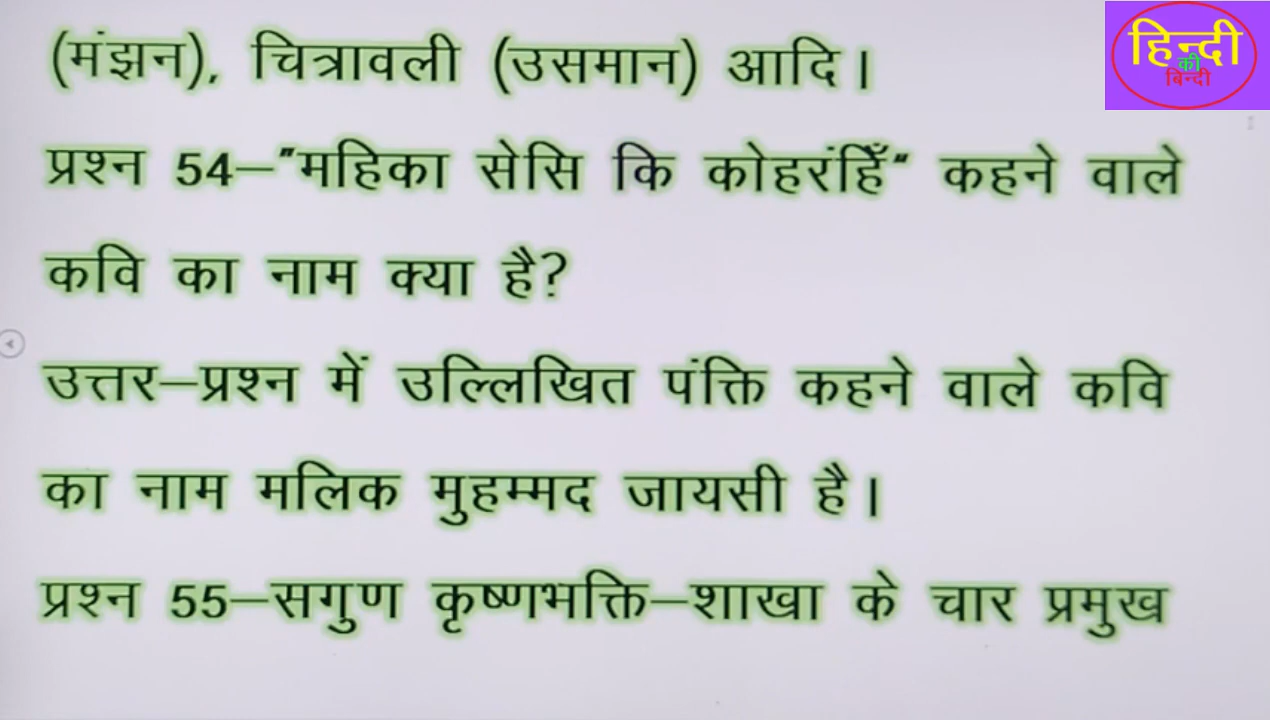 (मंझन), चित्रावली (उसमान) आदि।
हिन्दी
की
बिन्दी
प्रश्न 54–"महिका सेसि कि कोहरंहिँ" कहने वाले
कवि का नाम क्या है?
उत्तर–प्रश्न में उल्लिखित पंक्ति कहने वाले कवि
का नाम मलिक मुहम्मद जायसी है।
प्रश्न 55–सगुण कृष्णभक्ति–शाखा के चार प्रमुख